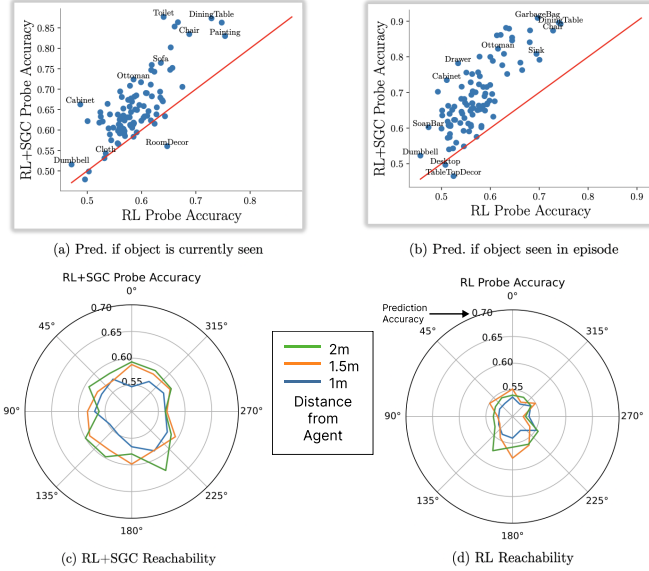 RL+SGC Probe Accuracy
0.85
0.80
0.75
0.70
0.65
0.60
0.55
0.50
Toilet
DiningTable
Chair
Painting
Sofa
Ottoman
Cabinet
RoomDecor
Cloth
Dumbbell
0.5
0.6
0.7
0.8
RL Probe Accuracy
(a) Pred. if object is currently seen
RL+SGC Probe Accuracy
0.9
0.8
0.7
0.6
0.5
GarbageBag
DiningTable
Chair
Ottoman
Sink
Drawer
Cabinet
SoapBar
Dumbbell
Desktop
TableTopDecor
0.5
0.6
0.7
0.8
0.9
RL Probe Accuracy
(b) Pred. if object seen in episode
RL+SGC Probe Accuracy
0°
0.70
45°
315°
0.65
0.60
0.55
90°
270°
135°
225°
180°
(c) RL+SGC Reachability
2m
1.5m
1m
Distance
from
Agent
RL Probe Accuracy
0°
Prediction
Accuracy
0.70
45°
315°
0.65
0.60
0.55
90°
270°
135°
225°
180°
(d) RL Reachability